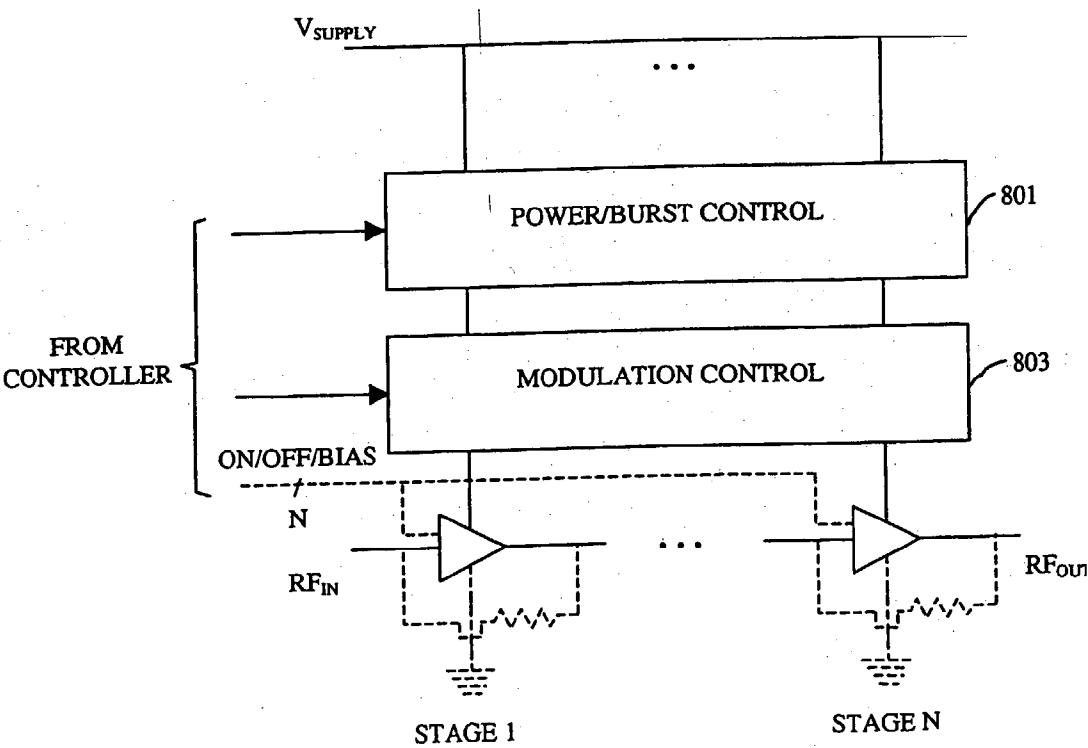 VSUPPLY
...
POWER/BURST CONTROL
801
FROM
CONTROLLER
MODULATION CONTROL
803
ON/OFF/BIAS
N
RFIN
...
RFOUT
STAGE 1
STAGE N